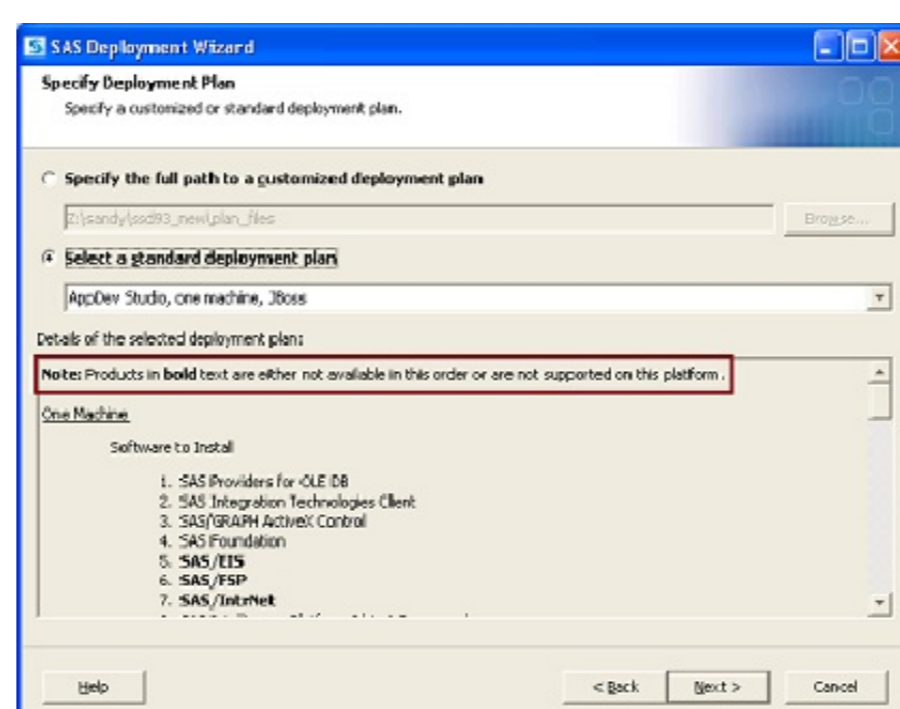 SAS Deployment Wizard
Specify Deployment Plan
Specify a customized or standard deployment plan.
Specify the full path to a customized deployment plan
Z:\sandy\ssd93_new\plan_files
Browse...
Select a standard deployment plan
AppDev Studio, one machine, JBoss
Details of the selected deployment plan:
Note: Products in bold text are either not available in this order or are not supported on this platform.
One Machine
Software to Install
1. SAS Providers for OLE DB
2. SAS Integration Technologies Client
3. SAS/GRAPH ActiveX Control
4. SAS Foundation
5. SAS/EIS
6. SAS/FSP
7. SAS/IntrNet
Help
< Back
Next >
Cancel